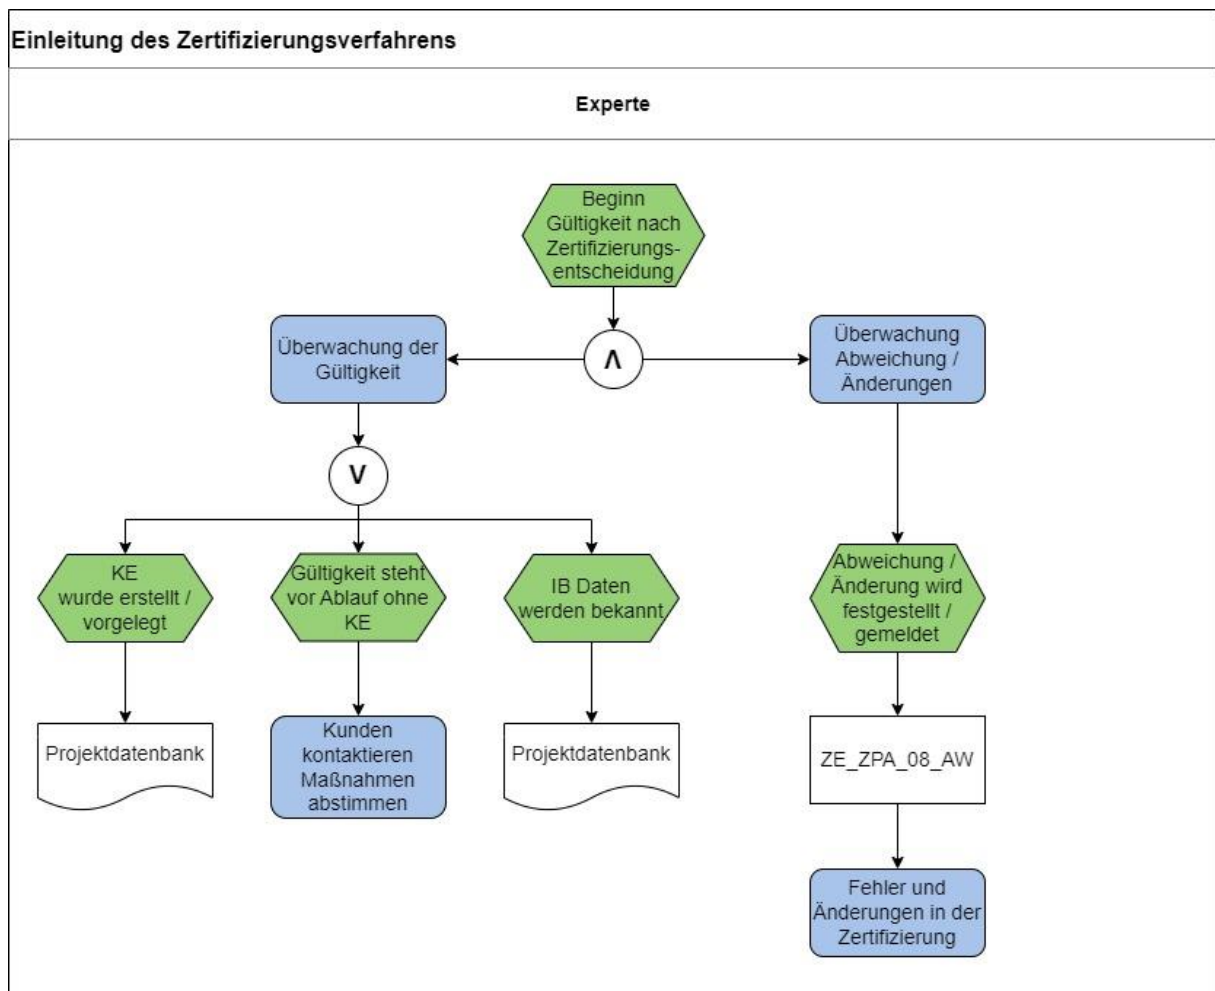 Einleitung des Zertifizierungsverfahrens
Experte
Beginn
Gültigkeit nach
Zertifizierungs-
entscheidung
Λ
Überwachung der
Gültigkeit
Überwachung
Abweichung /
Änderungen
V
KE
wurde erstellt /
vorgelegt
Gültigkeit steht
vor Ablauf ohne
KE
IB Daten
werden bekannt
Abweichung /
Änderung wird
festgestellt /
gemeldet
Projektdatenbank
Kunden
kontaktieren
Maßnahmen
abstimmen
Projektdatenbank
ZE_ZPA_08_AW
Fehler und
Änderungen in der
Zertifizierung